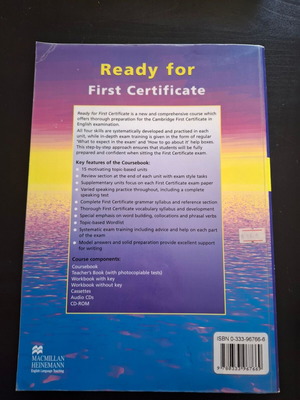 Ready for
First Certificate
Ready for First Certificate is a new and comprehensive course which
offers thorough preparation for the Cambridge First Certificate in
English examination.
All four skills are systematically developed and practised in each
unit, while in-depth exam training is given in the form of regular
'What to expect in the exam' and 'How to go about it' help boxes.
This step-by-step approach ensures that students will be fully
prepared and confident when sitting the First Certificate exam.
Key features of the Coursebook:
15 motivating topic-based units
Review section at the end of each unit with exam style tasks
Supplementary units focus on each First Certificate exam paper
Varied speaking practice throughout, including a complete
speaking test
Complete First Certificate grammar syllabus and reference section
Thorough First Certificate vocabulary syllabus and development
Special emphasis on word building, collocations and phrasal verbs
Topic-based Wordlist
Systematic exam training including advice and help on each part
of the exam
Model answers and solid preparation provide excellent support
for writing
Course components:
Coursebook
Teacher's Book (with photocopiable tests)
Workbook with key
Workbook without key
Cassettes
Audio CDs
CD-ROM
MACMILLAN
HEINEMANN
English Language Teaching
ISBN 0-333-96766-8
9 780333 967669